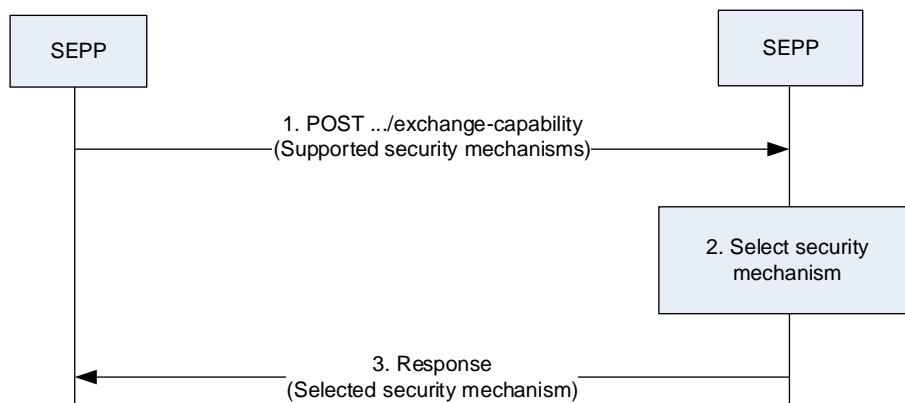 SEPP
SEPP
1. POST .../exchange-capability
(Supported security mechanisms)
2. Select security
mechanism
3. Response
(Selected security mechanism)